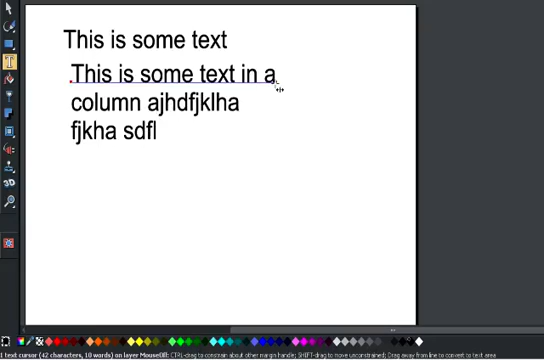 This is some text
This is some text in a
column ajhdfjklha
fjkha sdfl
3D
1 text cursor (42 characters, 10 words) on layer MouseOff: CTRL-drag to constrain about other margin handle; SHIFT-drag to move unconstrained; Drag away from line to convert to text area